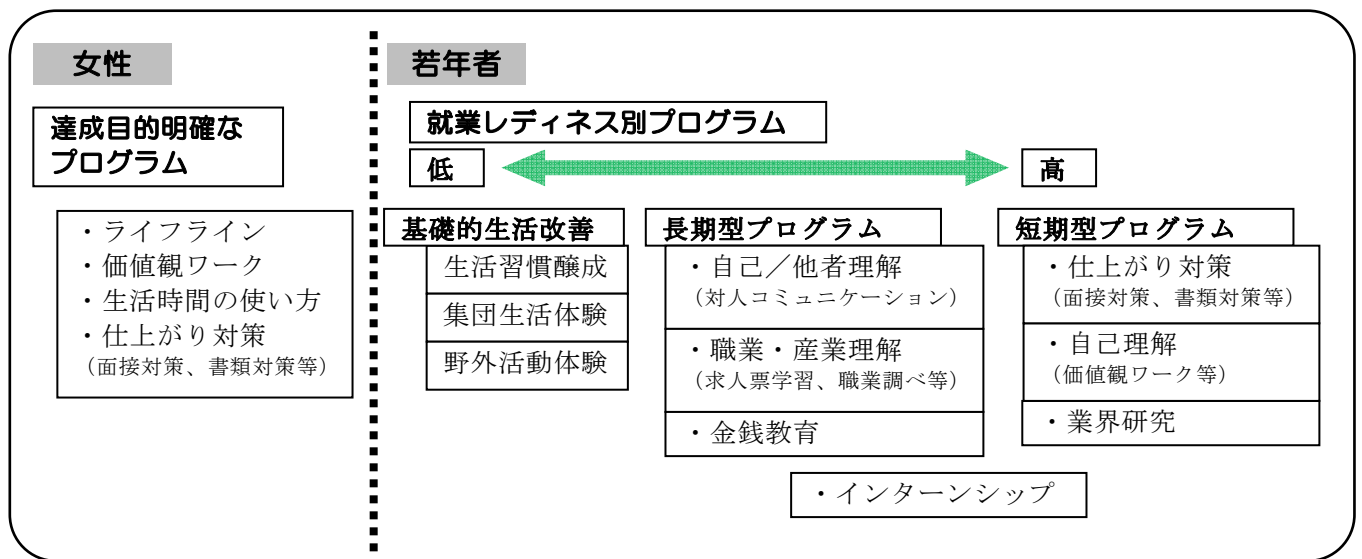 女性
達成目的明確な
プログラム
・ライフライン
・価値観ワーク
・生活時間の使い方
・仕上がり対策
（面接対策、書類対策等）
若年者
就業レディネス別プログラム
低
高
基礎的生活改善
生活習慣醸成
集団生活体験
野外活動体験
長期型プログラム
・自己／他者理解
（対人コミュニケーション）
・職業・産業理解
（求人票学習、職業調べ等）
・金銭教育
短期型プログラム
・仕上がり対策
（面接対策、書類対策等）
・自己理解
（価値観ワーク等）
・業界研究
・インターンシップ